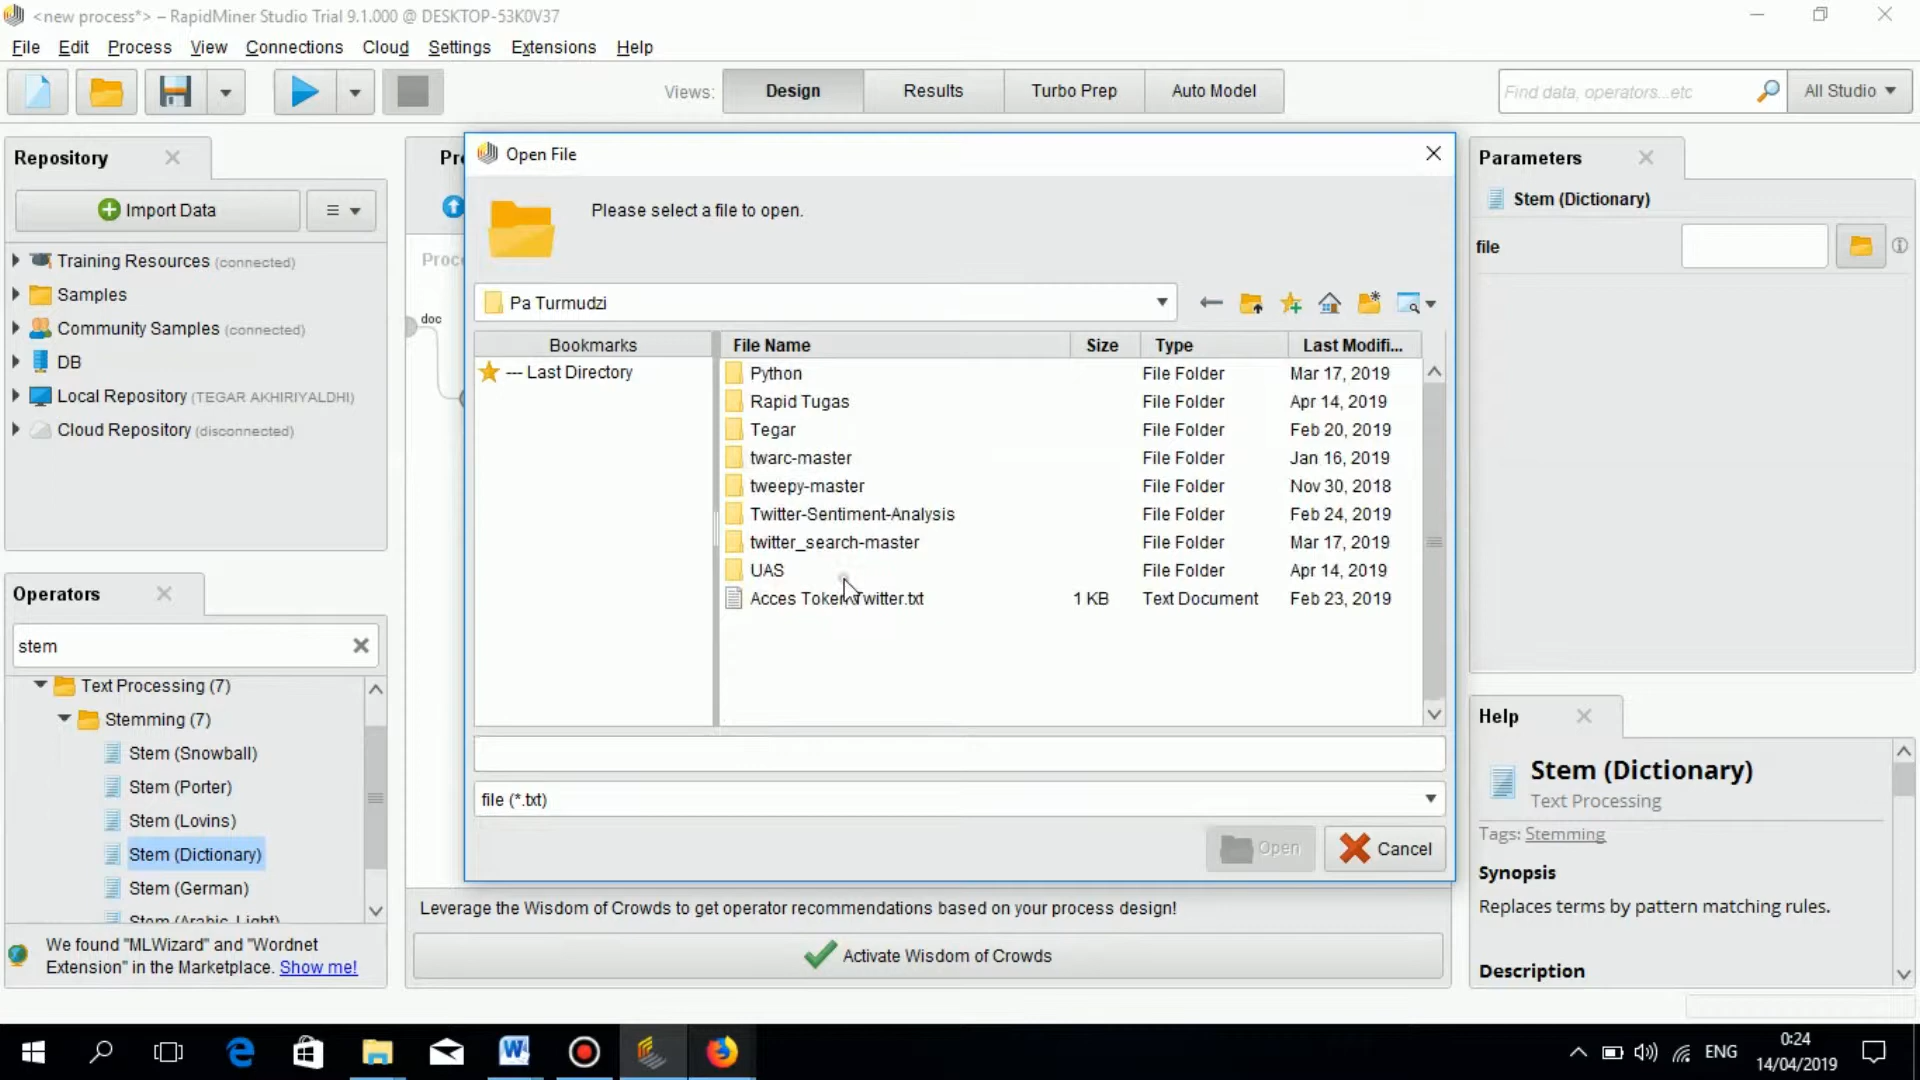 <new process*> – RapidMiner Studio Trial 9.1.000 @ DESKTOP-53K0V37
File Edit Process View Connections Cloud Settings Extensions Help
Views: Design Results Turbo Prep Auto Model
Find data, operators...etc
All Studio
Repository
Import Data
Training Resources (connected)
Samples
Community Samples (connected)
DB
Local Repository (TEGAR AKHIRIYALDHI)
Cloud Repository (disconnected)
Operators
stem
Text Processing (7)
Stemming (7)
Stem (Snowball)
Stem (Porter)
Stem (Lovins)
Stem (Dictionary)
Stem (German)
Stem (Arabic, Light)
We found "MLWizard" and "Wordnet
Extension" in the Marketplace. Show me!
doc
Open File
Please select a file to open.
Pa Turmudzi
Bookmarks
--- Last Directory
File Name Size Type Last Modifi...
Python File Folder Mar 17, 2019
Rapid Tugas File Folder Apr 14, 2019
Tegar File Folder Feb 20, 2019
twarc-master File Folder Jan 16, 2019
tweepy-master File Folder Nov 30, 2018
Twitter-Sentiment-Analysis File Folder Feb 24, 2019
twitter_search-master File Folder Mar 17, 2019
UAS File Folder Apr 14, 2019
Acces Token Twitter.txt 1 KB Text Document Feb 23, 2019
file (*.txt)
Open
Cancel
Leverage the Wisdom of Crowds to get operator recommendations based on your process design!
Activate Wisdom of Crowds
Parameters
Stem (Dictionary)
file
Help
Stem (Dictionary)
Text Processing
Tags: Stemming
Synopsis
Replaces terms by pattern matching rules.
Description
ENG
0:24
14/04/2019